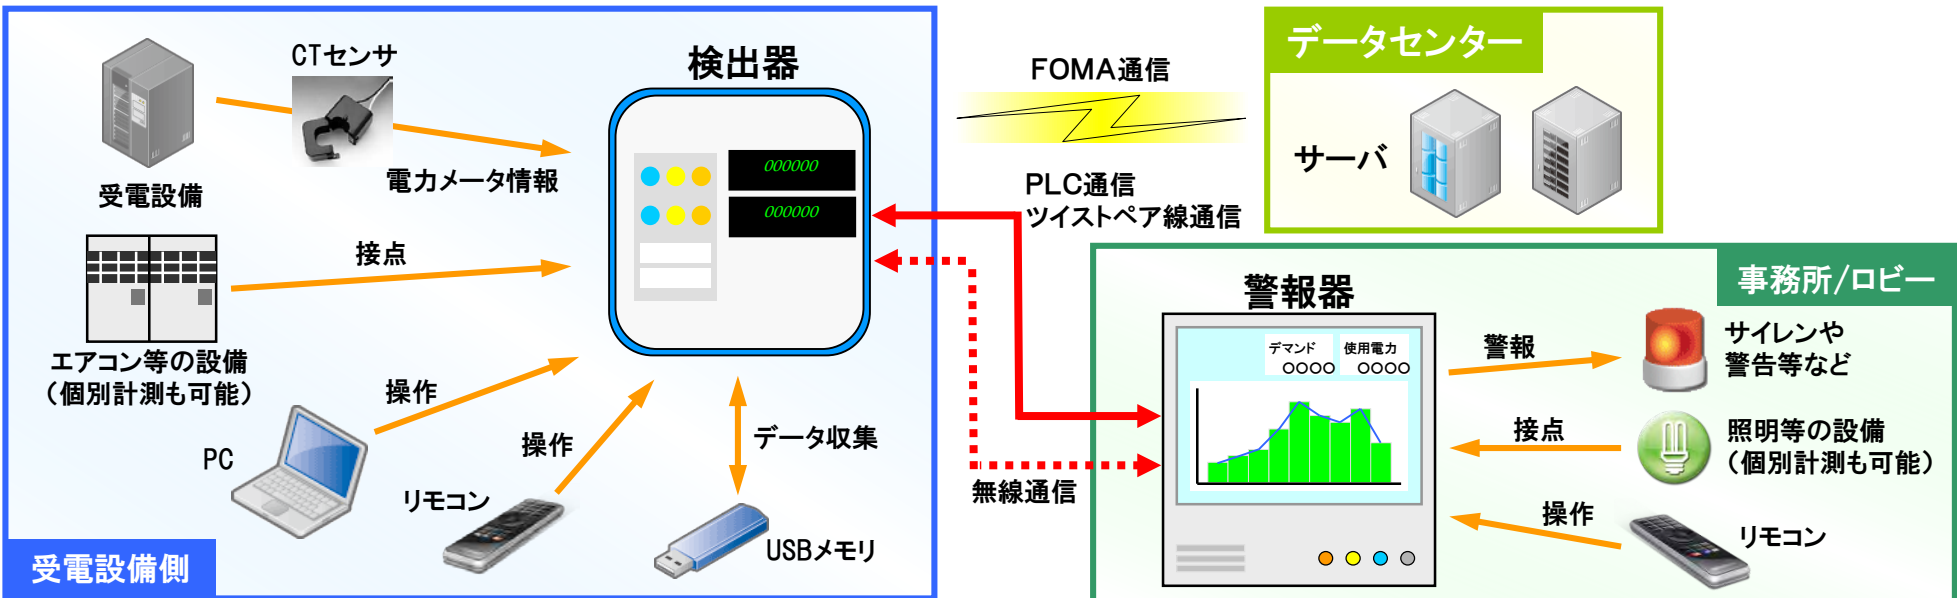 CTセンサ
検出器
000000
000000
受電設備
電力メータ情報
接点
エアコン等の設備
（個別計測も可能）
操作
PC
操作
リモコン
データ収集
USBメモリ
受電設備側
FOMA通信
PLC通信
ツイストペア線通信
無線通信
データセンター
サーバ
事務所/ロビー
警報器
デマンド
○○○○
使用電力
○○○○
警報
サイレンや
警告等など
接点
照明等の設備
（個別計測も可能）
操作
リモコン